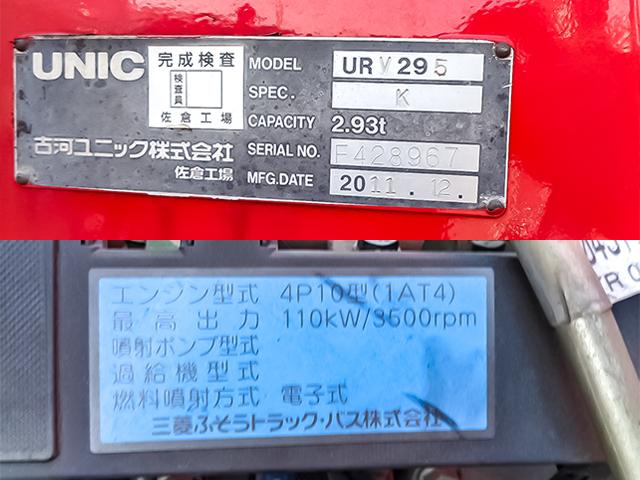 UNIC
完成検査
検査員
佐倉工場
古河ユニック株式会社
佐倉工場
MODEL URV295
SPEC. K
CAPACITY 2.93t
SERIAL NO. F428967
MFG.DATE 2011.12.
エンジン型式 4P10型(1AT4)
最高出力 110kW/3500rpm
噴射ポンプ型式
過給機型式
燃料噴射方式 電子式
三菱ふそうトラック・バス株式会社